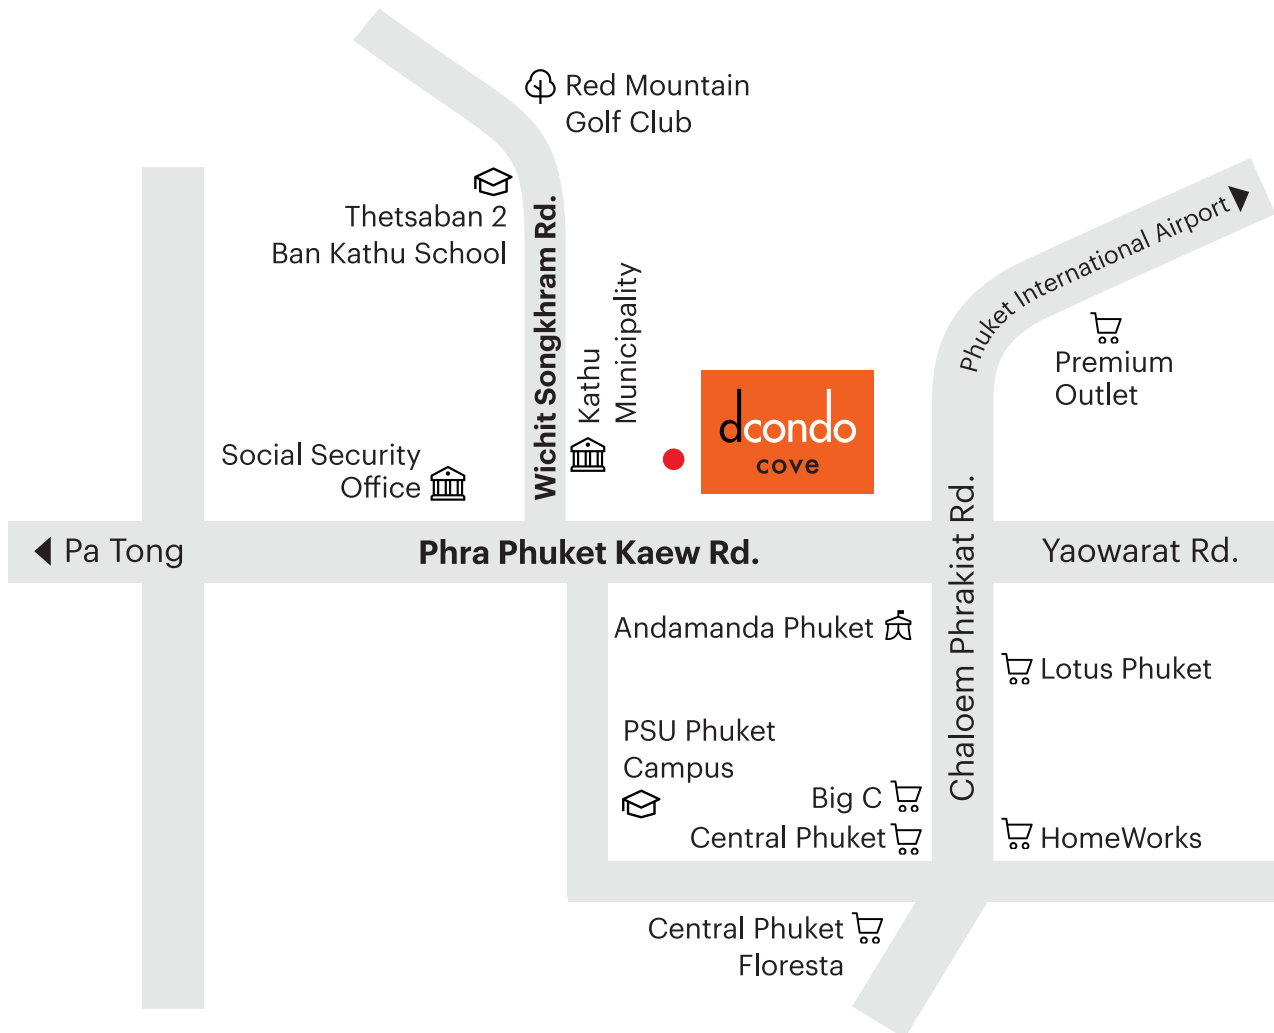 Red Mountain
Golf Club
Thetsaban 2
Ban Kathu School
Wichit Songkhram Rd.
Kathu
Municipality
Phuket International Airport
Premium
Outlet
dcondo
cove
Social Security
Office
Pa Tong
Phra Phuket Kaew Rd.
Chaloem Phrakiat Rd.
Yaowarat Rd.
Andamanda Phuket
Lotus Phuket
PSU Phuket
Campus
Big C
Central Phuket
HomeWorks
Central Phuket
Floresta